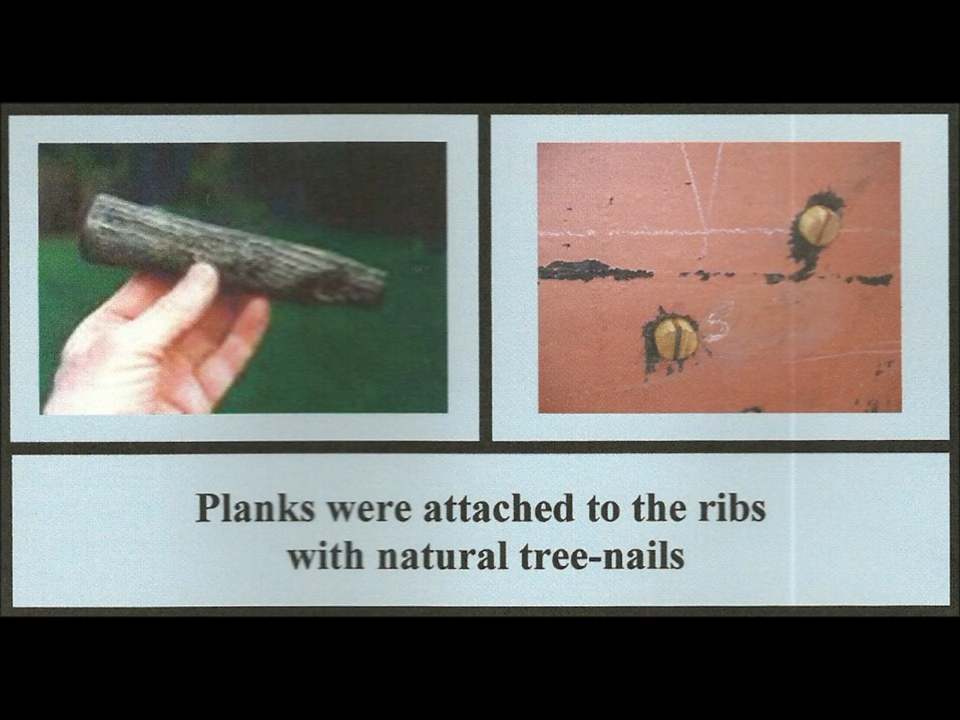 Planks were attached to the ribs
with natural tree-nails